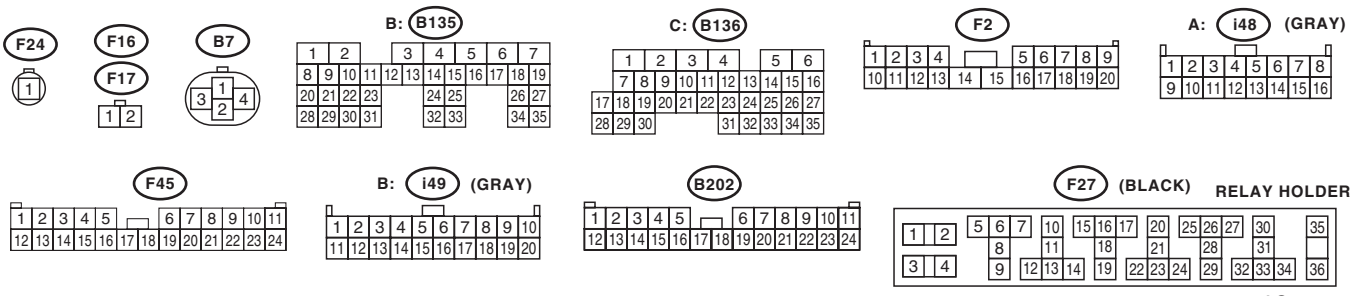 F24
F16
F17
B7
B: B135
C: B136
F2
A: i48 (GRAY)
1
1 2
1
3 4
2
1 2 3 4 5 6 7
8 9 10 11 12 13 14 15 16 17 18 19
20 21 22 23 24 25 26 27
28 29 30 31 32 33 34 35
1 2 3 4 5 6
7 8 9 10 11 12 13 14 15 16
17 18 19 20 21 22 23 24 25 26 27
28 29 30 31 32 33 34 35
1 2 3 4 5 6 7 8 9
10 11 12 13 14 15 16 17 18 19 20
1 2 3 4 5 6 7 8
9 10 11 12 13 14 15 16
F45
B: i49 (GRAY)
B202
F27 (BLACK) RELAY HOLDER
1 2 3 4 5 6 7 8 9 10 11
12 13 14 15 16 17 18 19 20 21 22 23 24
1 2 3 4 5 6 7 8 9 10
11 12 13 14 15 16 17 18 19 20
1 2 3 4 5 6 7 8 9 10 11
12 13 14 15 16 17 18 19 20 21 22 23 24
1 2 5 6 7 10 15 16 17 20 25 26 27 30 35
8 11 18 21 28 31
3 4 9 12 13 14 19 22 23 24 29 32 33 34 36